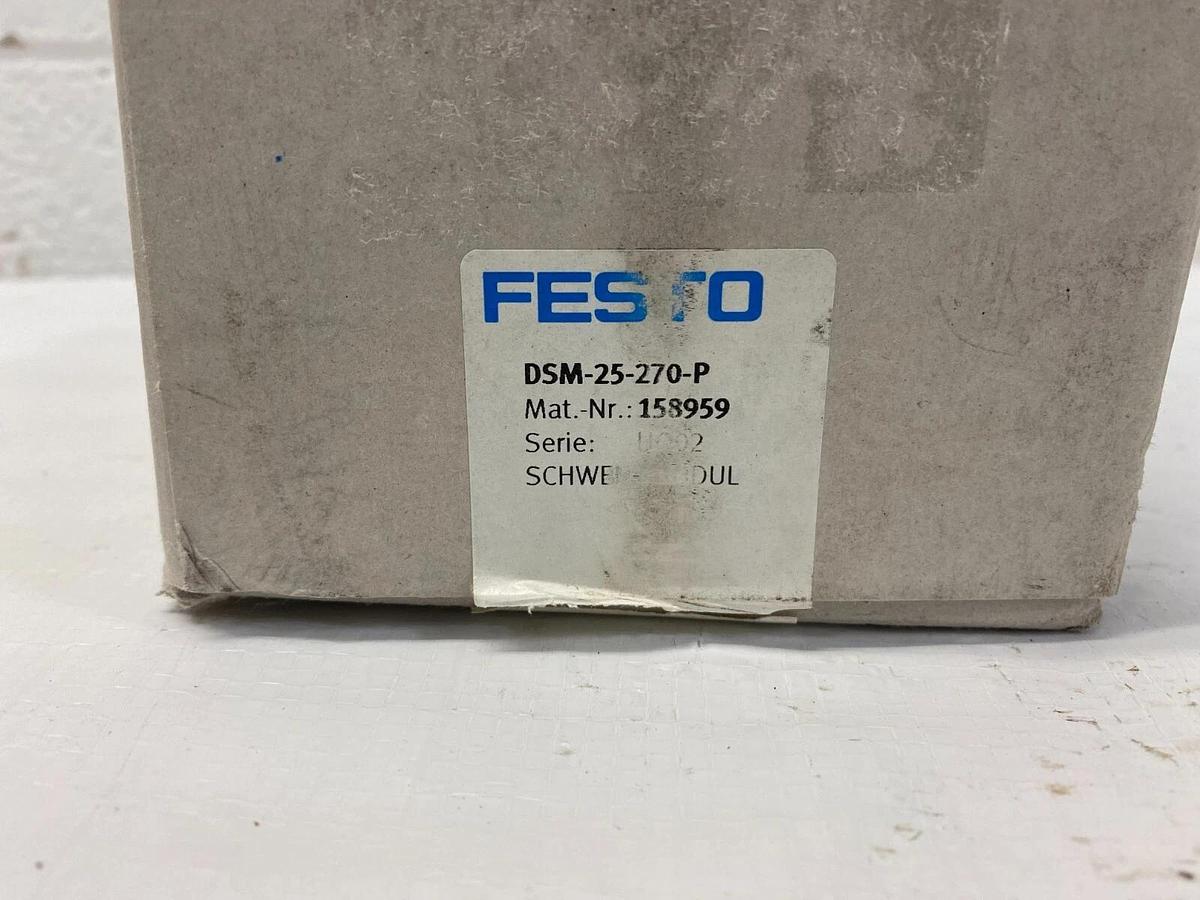 FESTO
DSM-25-270-P
Mat.-Nr.: 158959
Serie: